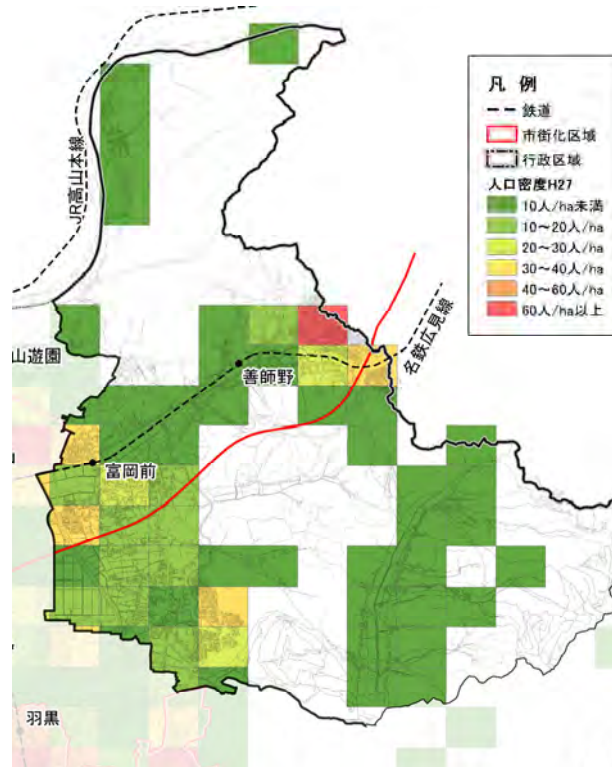 凡 例
鉄道
市街化区域
行政区域
人口密度H27
10人/ha未満
10～20人/ha
20～30人/ha
30～40人/ha
40～60人/ha
60人/ha以上
JR高山本線
名鉄広見線
山遊園
善師野
富岡前
羽黒